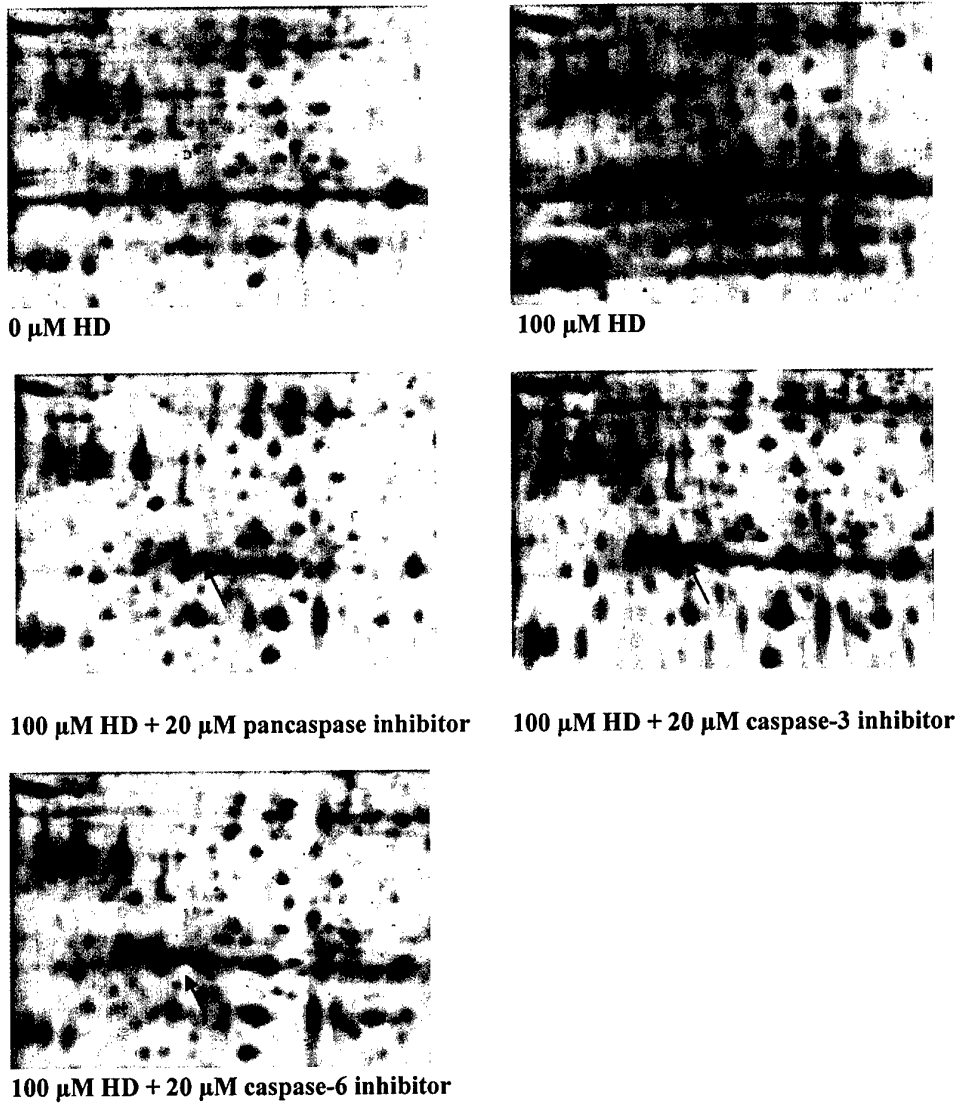 0 μM HD
100 μM HD
100 μM HD + 20 μM pancaspase inhibitor
100 μM HD + 20 μM caspase-3 inhibitor
100 μM HD + 20 μM caspase-6 inhibitor